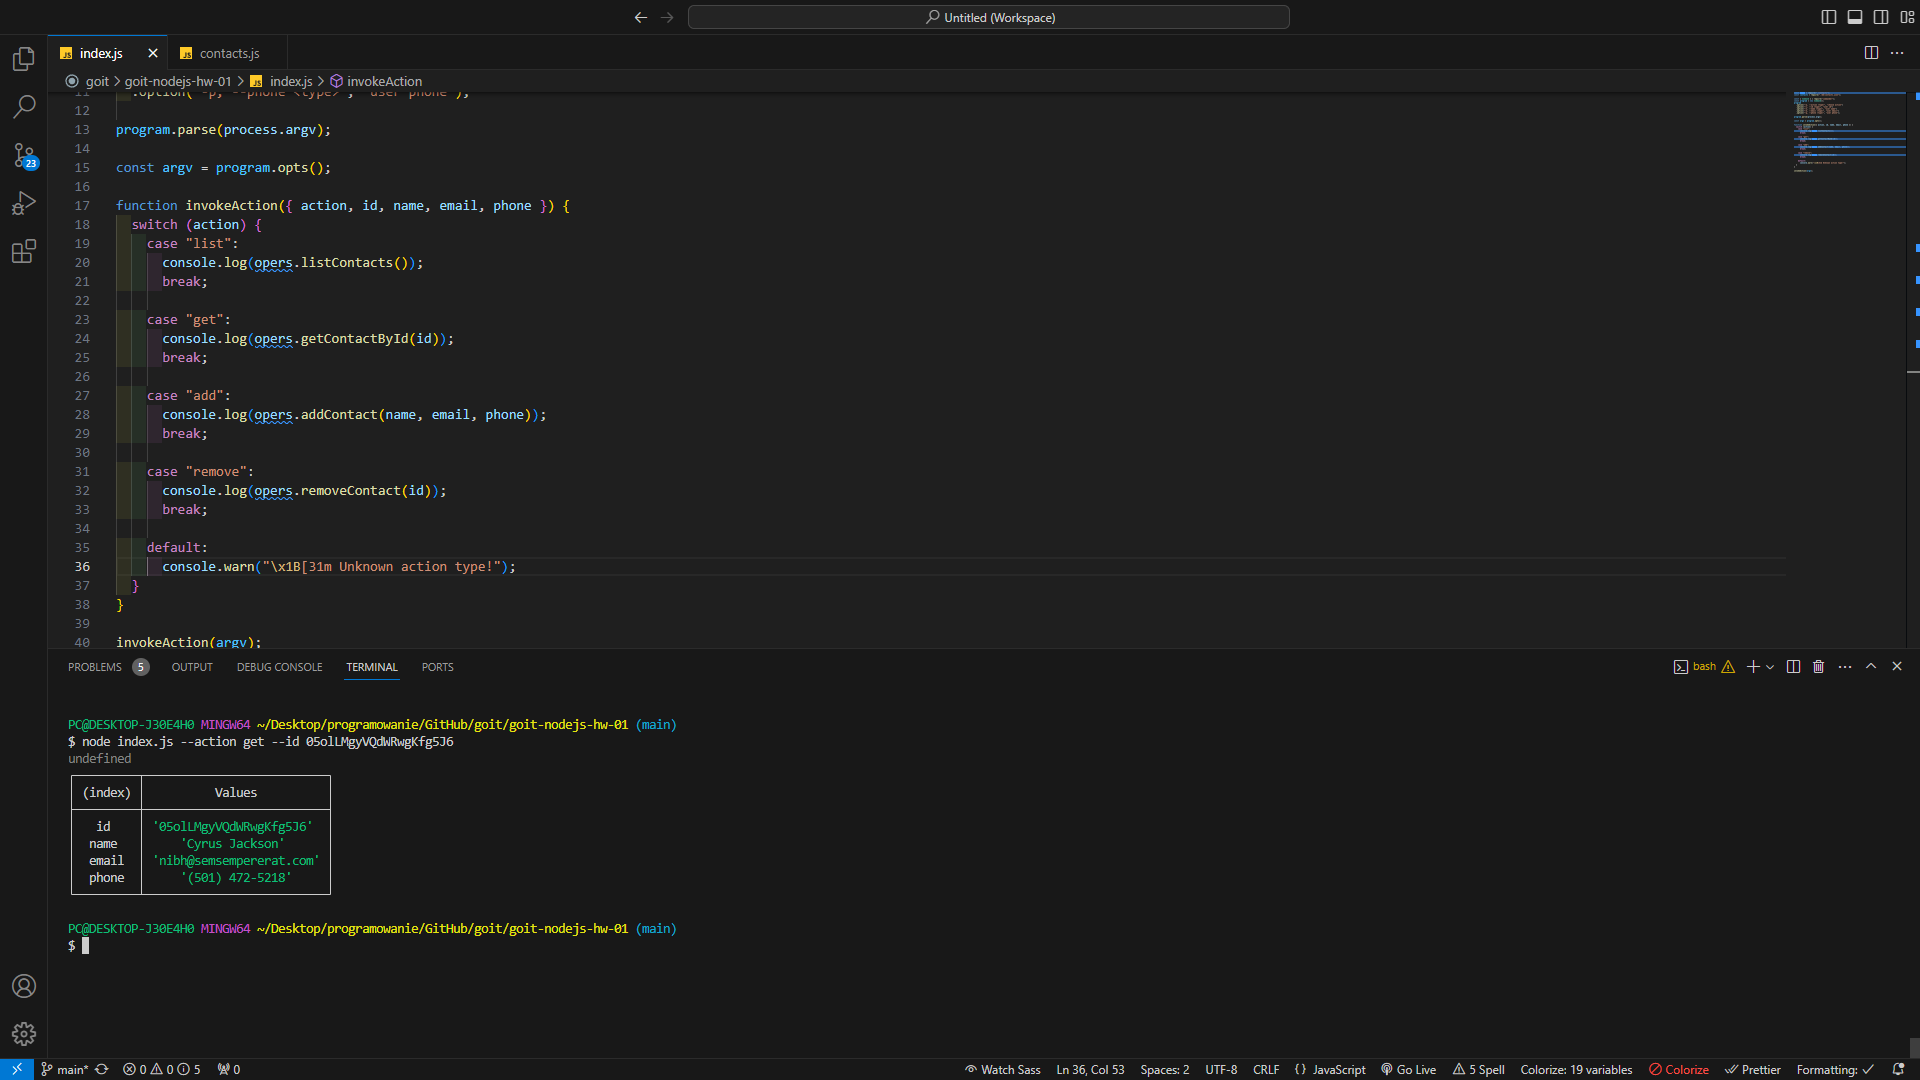 Untitled (Workspace)
index.js
contacts.js
goit > goit-nodejs-hw-01 > index.js > invokeAction
11 .option("-p, --phone <type>", "user phone");
12
13 program.parse(process.argv);
14
15 const argv = program.opts();
16
17 function invokeAction({ action, id, name, email, phone }) {
18 switch (action) {
19 case "list":
20 console.log(opers.listContacts());
21 break;
22
23 case "get":
24 console.log(opers.getContactById(id));
25 break;
26
27 case "add":
28 console.log(opers.addContact(name, email, phone));
29 break;
30
31 case "remove":
32 console.log(opers.removeContact(id));
33 break;
34
35 default:
36 console.warn("\x1B[31m Unknown action type!");
37 }
38 }
39
40 invokeAction(argv);
PROBLEMS 5 OUTPUT DEBUG CONSOLE TERMINAL PORTS
bash
PC@DESKTOP-J30E4H0 MINGW64 ~/Desktop/programowanie/GitHub/goit/goit-nodejs-hw-01 (main)
$ node index.js --action get --id 05olLMgyVQdWRwgKfg5J6
undefined
(index) Values
id '05olLMgyVQdWRwgKfg5J6'
name 'Cyrus Jackson'
email 'nibh@semsempererat.com'
phone '(501) 472-5218'
PC@DESKTOP-J30E4H0 MINGW64 ~/Desktop/programowanie/GitHub/goit/goit-nodejs-hw-01 (main)
$
23
main* 0 0 5 0 Watch Sass Ln 36, Col 53 Spaces: 2 UTF-8 CRLF {} JavaScript Go Live 5 Spell Colorize: 19 variables Colorize Prettier Formatting: ✓